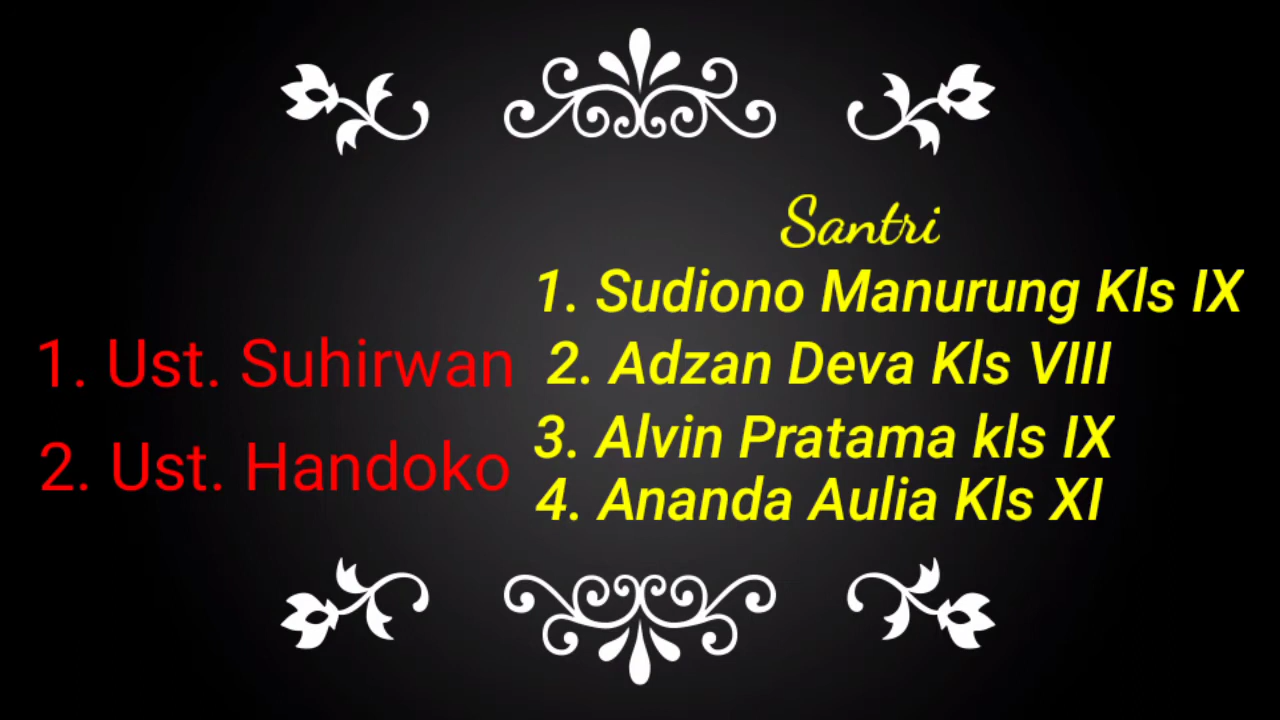 1. Ust. Suhirwan
2. Ust. Handoko
Santri
1. Sudiono Manurung Kls IX
2. Adzan Deva Kls VIII
3. Alvin Pratama kls IX
4. Ananda Aulia Kls XI